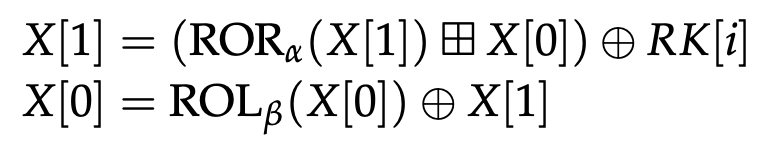 X[1] = (ROR_α(X[1]) ⊞ X[0]) ⊕ RK[i]
X[0] = ROL_β(X[0]) ⊕ X[1]